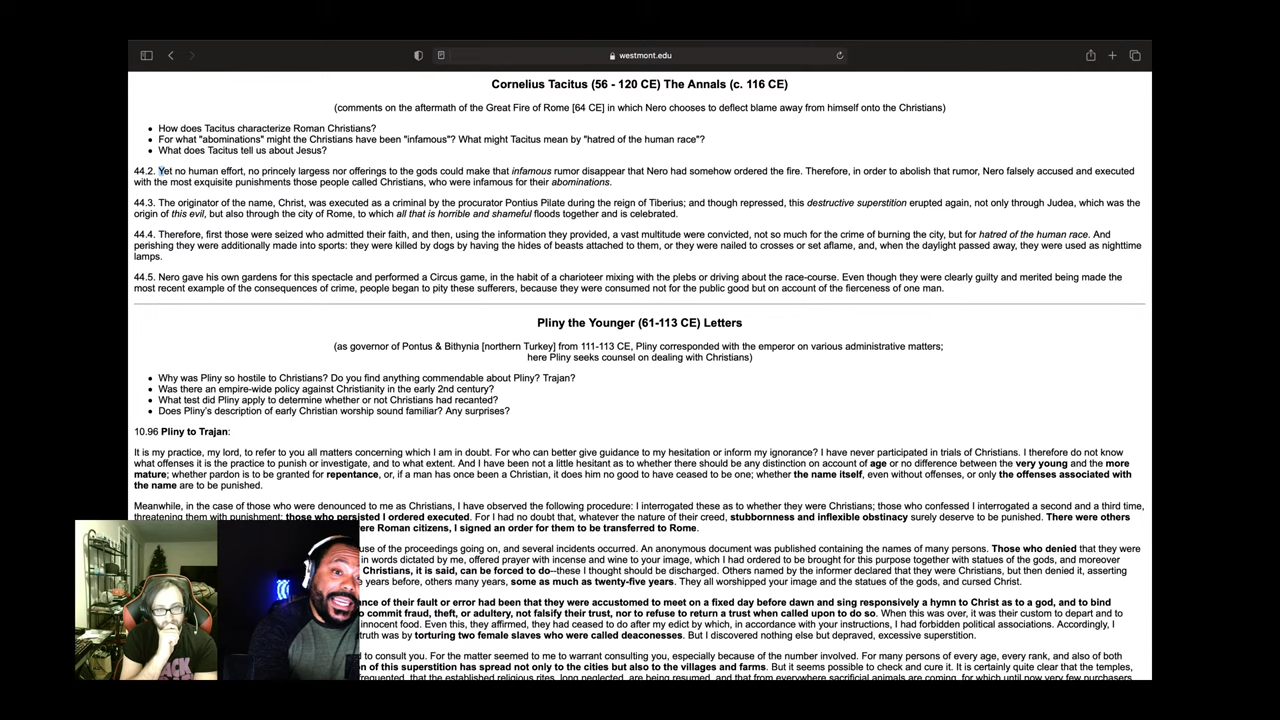 westmont.edu
Cornelius Tacitus (56 - 120 CE) The Annals (c. 116 CE)
(comments on the aftermath of the Great Fire of Rome [64 CE] in which Nero chooses to deflect blame away from himself onto the Christians)
• How does Tacitus characterize Roman Christians?
• For what "abominations" might the Christians have been "infamous"? What might Tacitus mean by "hatred of the human race"?
• What does Tacitus tell us about Jesus?
44.2. Yet no human effort, no princely largess nor offerings to the gods could make that infamous rumor disappear that Nero had somehow ordered the fire. Therefore, in order to abolish that rumor, Nero falsely accused and executed
with the most exquisite punishments those people called Christians, who were infamous for their abominations.
44.3. The originator of the name, Christ, was executed as a criminal by the procurator Pontius Pilate during the reign of Tiberius; and though repressed, this destructive superstition erupted again, not only through Judea, which was the
origin of this evil, but also through the city of Rome, to which all that is horrible and shameful floods together and is celebrated.
44.4. Therefore, first those were seized who admitted their faith, and then, using the information they provided, a vast multitude were convicted, not so much for the crime of burning the city, but for hatred of the human race. And
perishing they were additionally made into sports: they were killed by dogs by having the hides of beasts attached to them, or they were nailed to crosses or set aflame, and, when the daylight passed away, they were used as nighttime
lamps.
44.5. Nero gave his own gardens for this spectacle and performed a Circus game, in the habit of a charioteer mixing with the plebs or driving about the race-course. Even though they were clearly guilty and merited being made the
most recent example of the consequences of crime, people began to pity these sufferers, because they were consumed not for the public good but on account of the fierceness of one man.
Pliny the Younger (61-113 CE) Letters
(as governor of Pontus & Bithynia [northern Turkey] from 111-113 CE, Pliny corresponded with the emperor on various administrative matters;
here Pliny seeks counsel on dealing with Christians)
• Why was Pliny so hostile to Christians? Do you find anything commendable about Pliny? Trajan?
• Was there an empire-wide policy against Christianity in the early 2nd century?
• What test did Pliny apply to determine whether or not Christians had recanted?
• Does Pliny's description of early Christian worship sound familiar? Any surprises?
10.96 Pliny to Trajan:
It is my practice, my lord, to refer to you all matters concerning which I am in doubt. For who can better give guidance to my hesitation or inform my ignorance? I have never participated in trials of Christians. I therefore do not know
what offenses it is the practice to punish or investigate, and to what extent. And I have been not a little hesitant as to whether there should be any distinction on account of age or no difference between the very young and the more
mature; whether pardon is to be granted for repentance, or, if a man has once been a Christian, it does him no good to have ceased to be one; whether the name itself, even without offenses, or only the offenses associated with
the name are to be punished.
Meanwhile, in the case of those who were denounced to me as Christians, I have observed the following procedure: I interrogated these as to whether they were Christians; those who confessed I interrogated a second and a third time,
threatening them with punishment; those who persisted I ordered executed. For I had no doubt that, whatever the nature of their creed, stubbornness and inflexible obstinacy surely deserve to be punished. There were others
ere Roman citizens, I signed an order for them to be transferred to Rome.
use of the proceedings going on, and several incidents occurred. An anonymous document was published containing the names of many persons. Those who denied that they were
in words dictated by me, offered prayer with incense and wine to your image, which I had ordered to be brought for this purpose together with statues of the gods, and moreover
Christians, it is said, can be forced to do--these I thought should be discharged. Others named by the informer declared that they were Christians, but then denied it, asserting
years before, others many years, some as much as twenty-five years. They all worshipped your image and the statues of the gods, and cursed Christ.
ance of their fault or error had been that they were accustomed to meet on a fixed day before dawn and sing responsively a hymn to Christ as to a god, and to bind
commit fraud, theft, or adultery, not falsify their trust, nor to refuse to return a trust when called upon to do so. When this was over, it was their custom to depart and to
innocent food. Even this, they affirmed, they had ceased to do after my edict by which, in accordance with your instructions, I had forbidden political associations. Accordingly, I
truth was by torturing two female slaves who were called deaconesses. But I discovered nothing else but depraved, excessive superstition.
d to consult you. For the matter seemed to me to warrant consulting you, especially because of the number involved. For many persons of every age, every rank, and also of both
n of this superstition has spread not only to the cities but also to the villages and farms. But it seems possible to check and cure it. It is certainly quite clear that the temples,
frequented, that the established religious rites, long neglected, are being resumed, and that from everywhere sacrificial animals are coming, for which until now very few purchasers